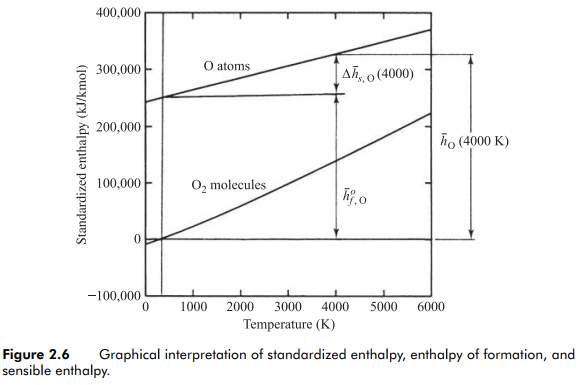 400,000
300,000
200,000
100,000
0
−100,000
Standardized enthalpy (kJ/kmol)
O atoms
Δh̄s, O (4000)
h̄O (4000 K)
O2 molecules
h̄of, O
0 1000 2000 3000 4000 5000 6000
Temperature (K)
Figure 2.6 Graphical interpretation of standardized enthalpy, enthalpy of formation, and
sensible enthalpy.